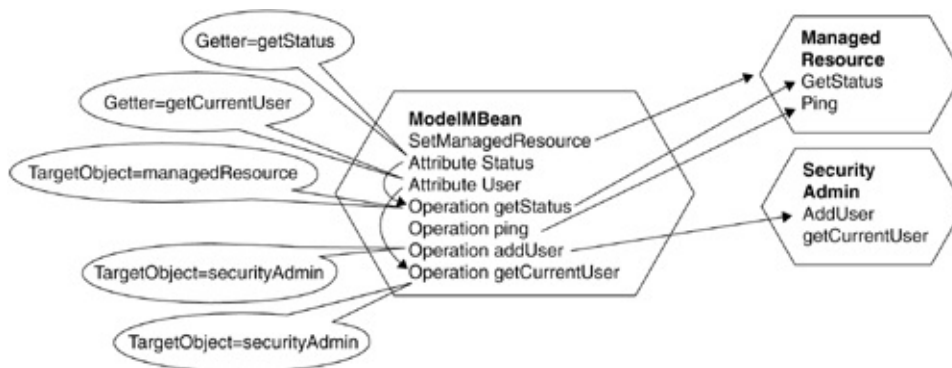 Getter=getStatus
Getter=getCurrentUser
TargetObject=managedResource
TargetObject=securityAdmin
TargetObject=securityAdmin
ModelMBean
SetManagedResource
Attribute Status
Attribute User
Operation getStatus
Operation ping
Operation addUser
Operation getCurrentUser
Managed
Resource
GetStatus
Ping
Security
Admin
AddUser
getCurrentUser